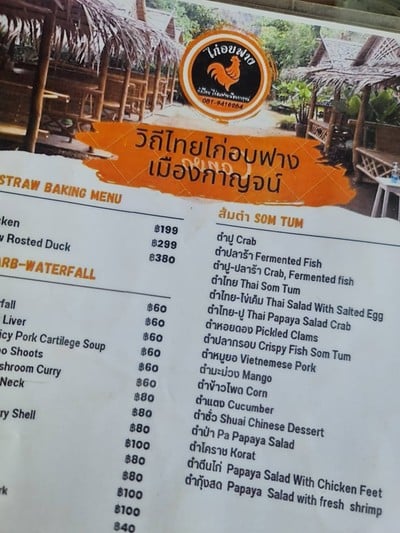 ไก่อบฟาง
วิถีไทยไก่อบฟาง
เมืองกาญจน์
STRAW BAKING MENU
฿199
Rosted Duck ฿299
฿380
-WATERFALL
฿60
Liver ฿60
Pork Cartilege Soup ฿60
Shoots ฿60
Curry ฿60
Neck ฿60
฿80
Shell ฿80
฿80
฿100
฿80
฿80
฿100
฿100
฿40
ส้มตำ SOM TUM
ตำปู Crab
ตำปลาร้า Fermented Fish
ตำปู-ปลาร้า Crab, Fermented fish
ตำไทย Thai Som Tum
ตำไทย-ไข่เค็ม Thai Salad With Salted Egg
ตำไทย-ปู Thai Papaya Salad Crab
ตำหอยดอง Pickled Clams
ตำปลากรอบ Crispy Fish Som Tum
ตำหมูยอ Vietnemese Pork
ตำมะม่วง Mango
ตำข้าวโพด Corn
ตำแตง Cucumber
ตำซั่ว Shuai Chinese Dessert
ตำป่า Pa Papaya Salad
ตำโคราช Korat
ตำตีนไก่ Papaya Salad With Chicken Feet
ตำกุ้งสด Papaya Salad with fresh shrimp